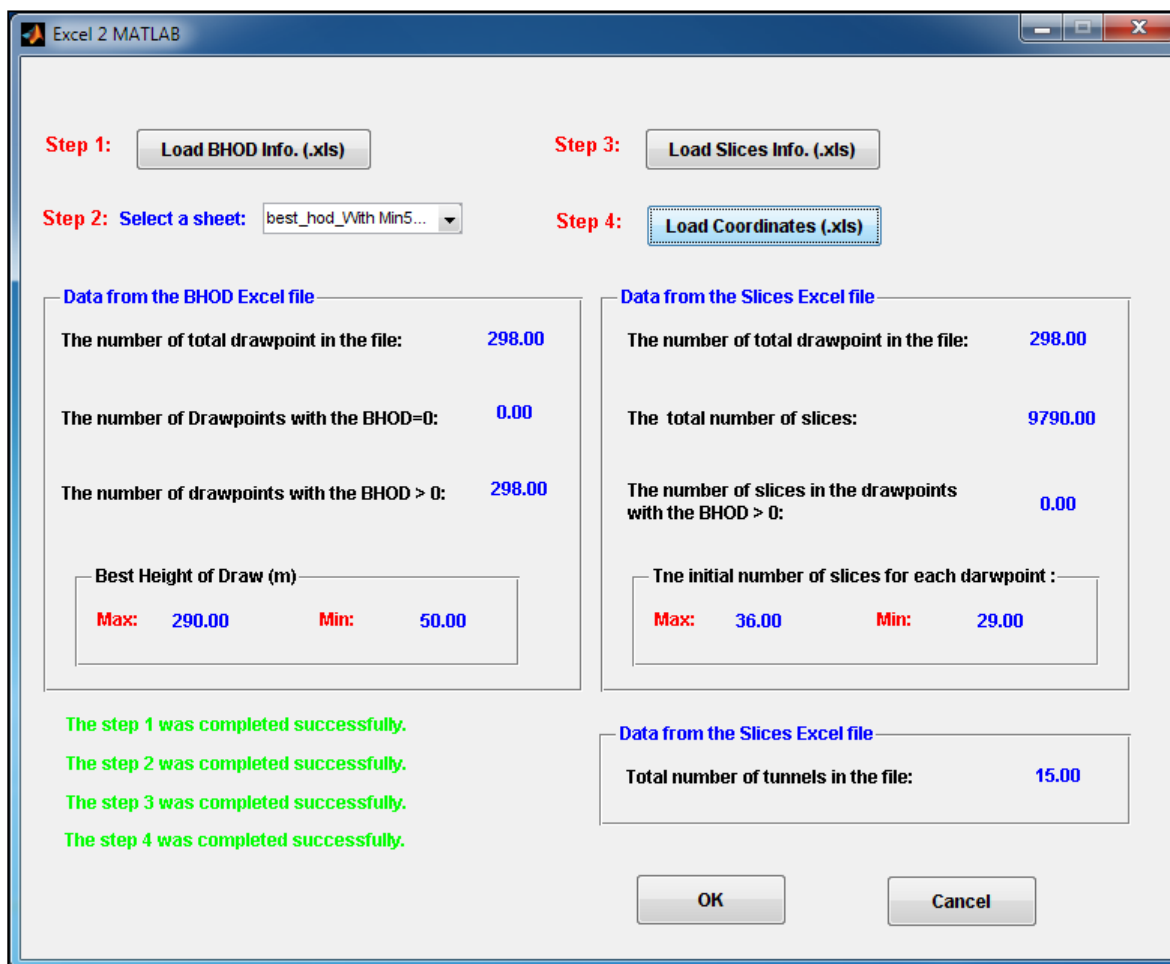 Excel 2 MATLAB
Step 1: Load BHOD Info. (.xls)
Step 2: Select a sheet: best_hod_With Min5...
Step 3: Load Slices Info. (.xls)
Step 4: Load Coordinates (.xls)
Data from the BHOD Excel file
The number of total drawpoint in the file: 298.00
The number of Drawpoints with the BHOD=0: 0.00
The number of drawpoints with the BHOD > 0: 298.00
Best Height of Draw (m)
Max: 290.00 Min: 50.00
Data from the Slices Excel file
The number of total drawpoint in the file: 298.00
The total number of slices: 9790.00
The number of slices in the drawpoints
with the BHOD > 0: 0.00
Tne initial number of slices for each darwpoint :
Max: 36.00 Min: 29.00
The step 1 was completed successfully.
The step 2 was completed successfully.
The step 3 was completed successfully.
The step 4 was completed successfully.
Data from the Slices Excel file
Total number of tunnels in the file: 15.00
OK Cancel